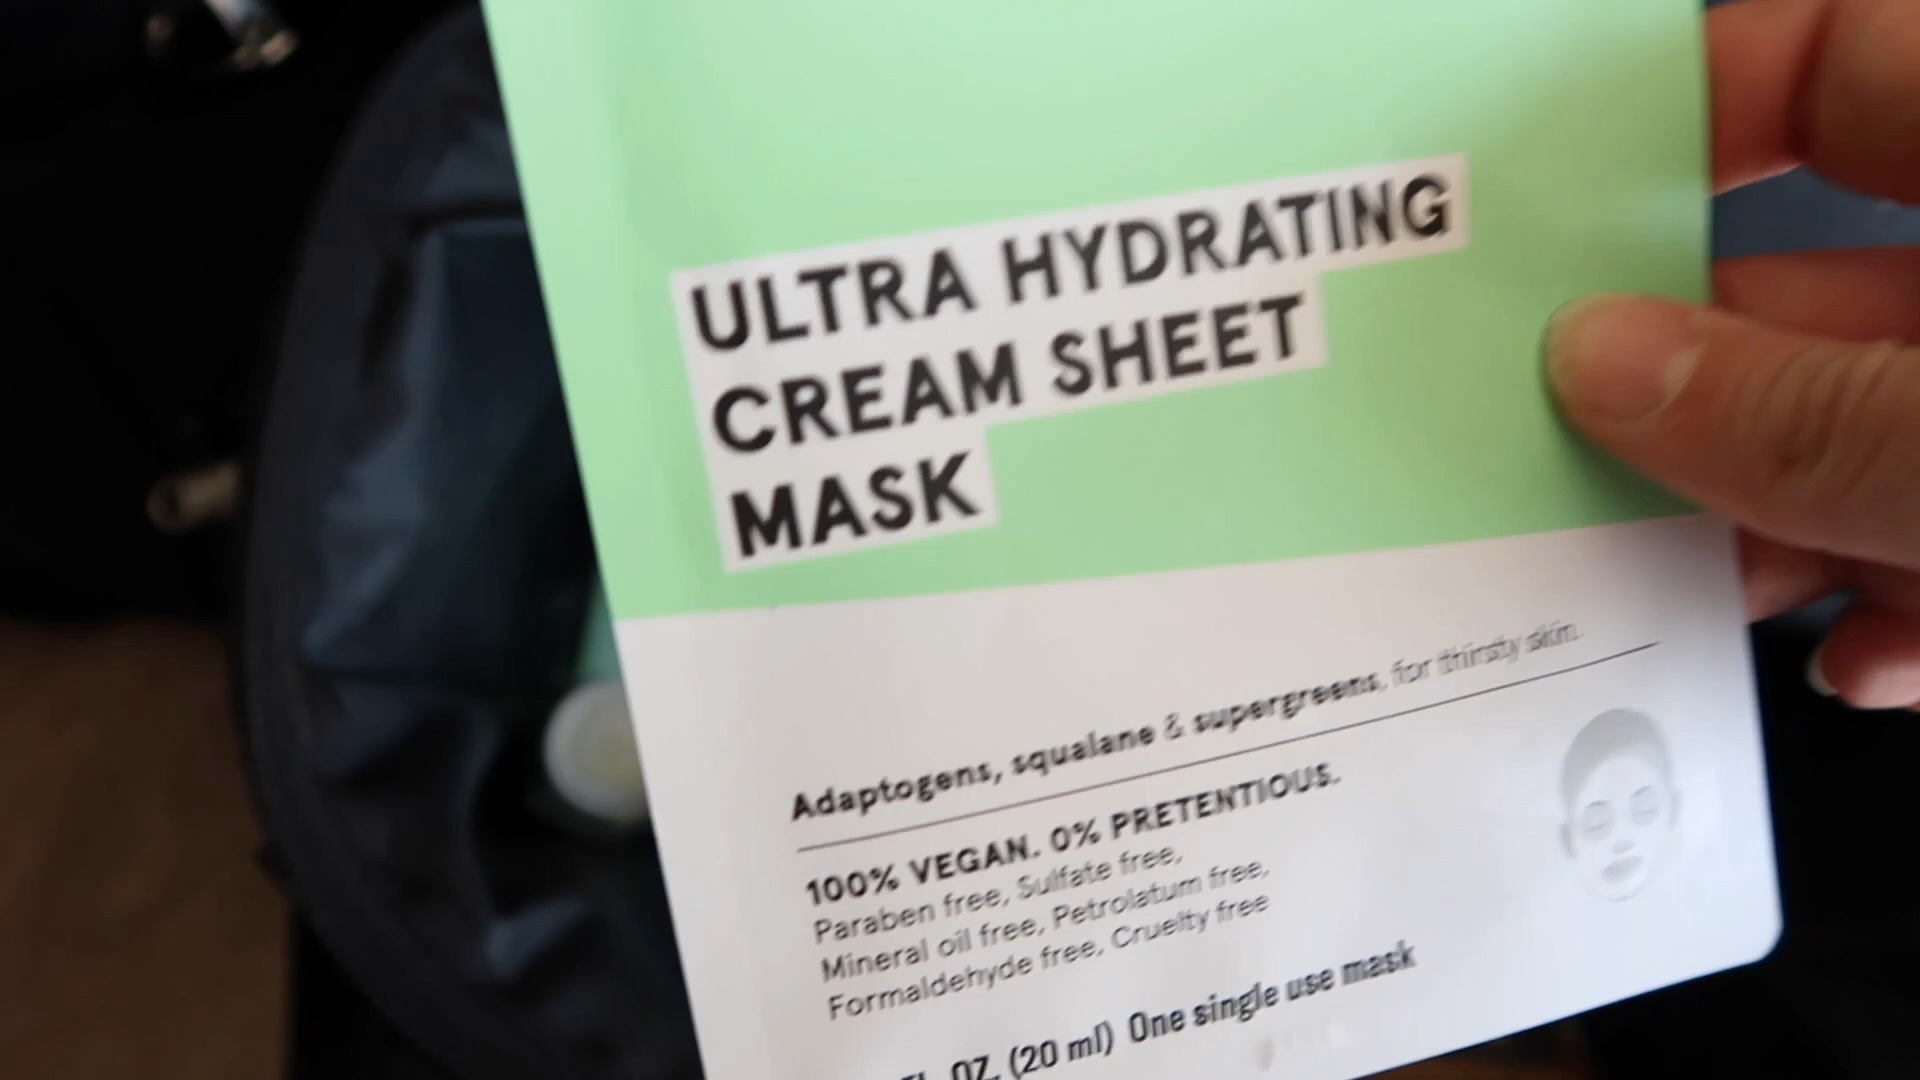 ULTRA HYDRATING
CREAM SHEET
MASK
Adaptogens, squalane & supergreens, for thirsty skin.
100% VEGAN. 0% PRETENTIOUS.
Paraben free, Sulfate free,
Mineral oil free, Petrolatum free,
Formaldehyde free, Cruelty free
FL. OZ. (20 ml) One single use mask